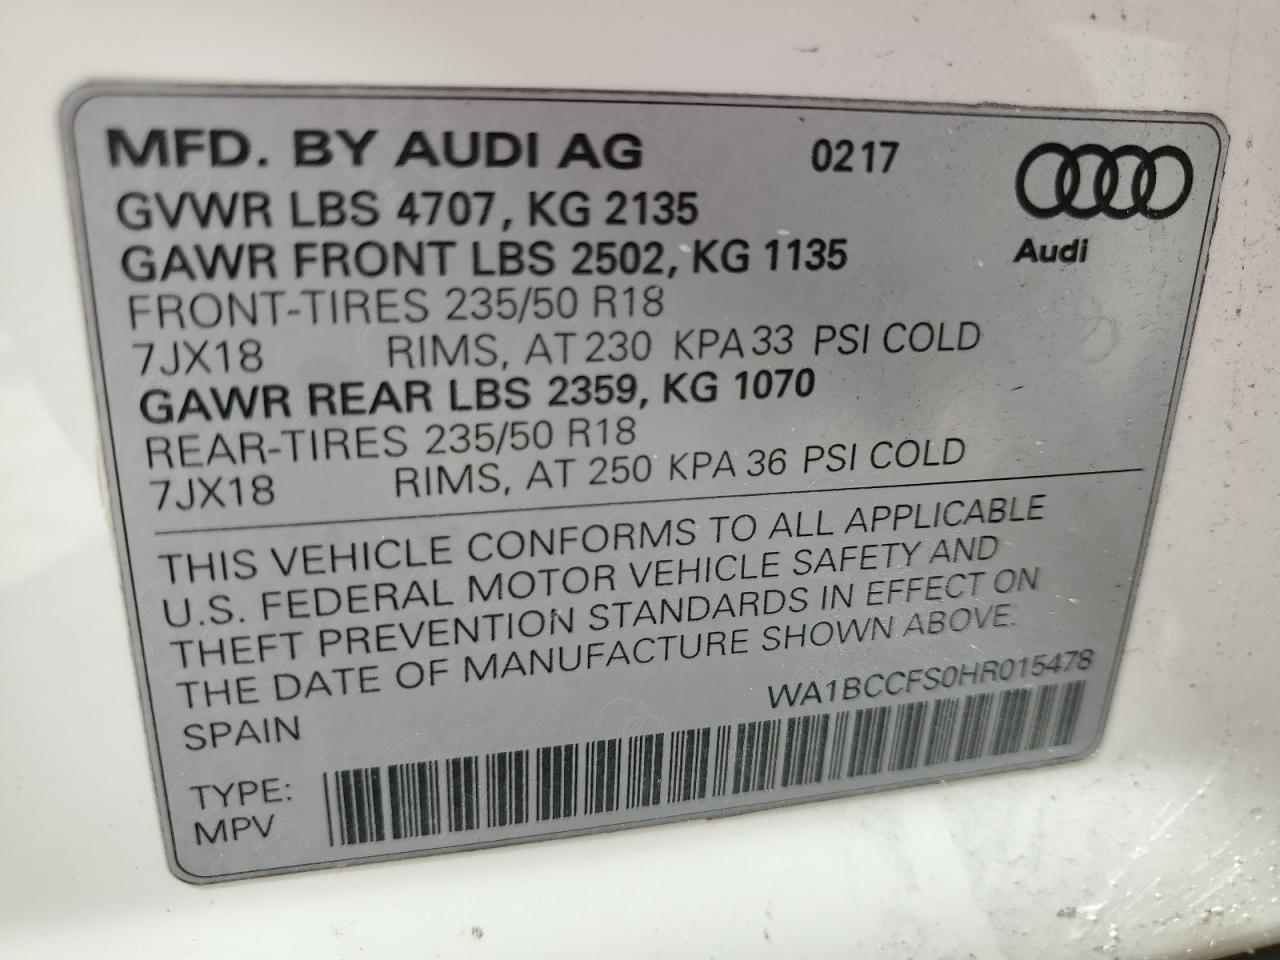 MFD. BY AUDI AG 0217
Audi
GVWR LBS 4707, KG 2135
GAWR FRONT LBS 2502, KG 1135
FRONT-TIRES 235/50 R18
7JX18 RIMS, AT 230 KPA 33 PSI COLD
GAWR REAR LBS 2359, KG 1070
REAR-TIRES 235/50 R18
7JX18 RIMS, AT 250 KPA 36 PSI COLD
THIS VEHICLE CONFORMS TO ALL APPLICABLE
U.S. FEDERAL MOTOR VEHICLE SAFETY AND
THEFT PREVENTION STANDARDS IN EFFECT ON
THE DATE OF MANUFACTURE SHOWN ABOVE.
SPAIN WA1BCCFS0HR015478
TYPE:
MPV